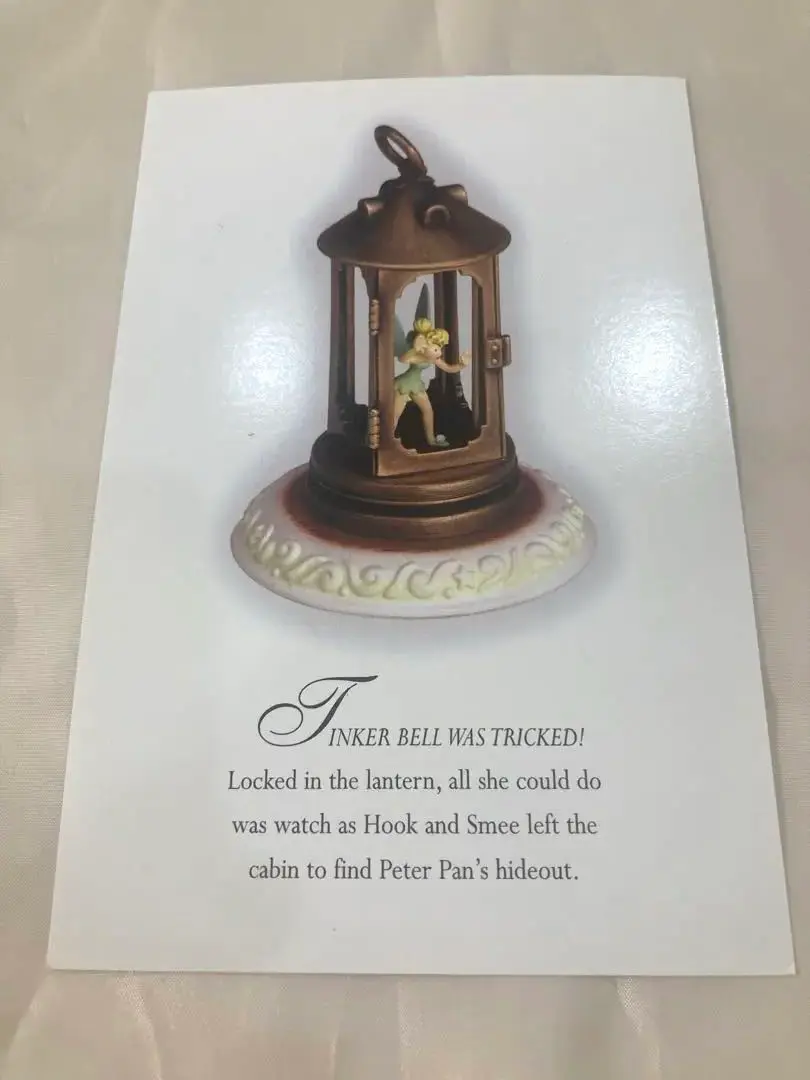 TINKER BELL WAS TRICKED!
Locked in the lantern, all she could do
was watch as Hook and Smee left the
cabin to find Peter Pan’s hideout.